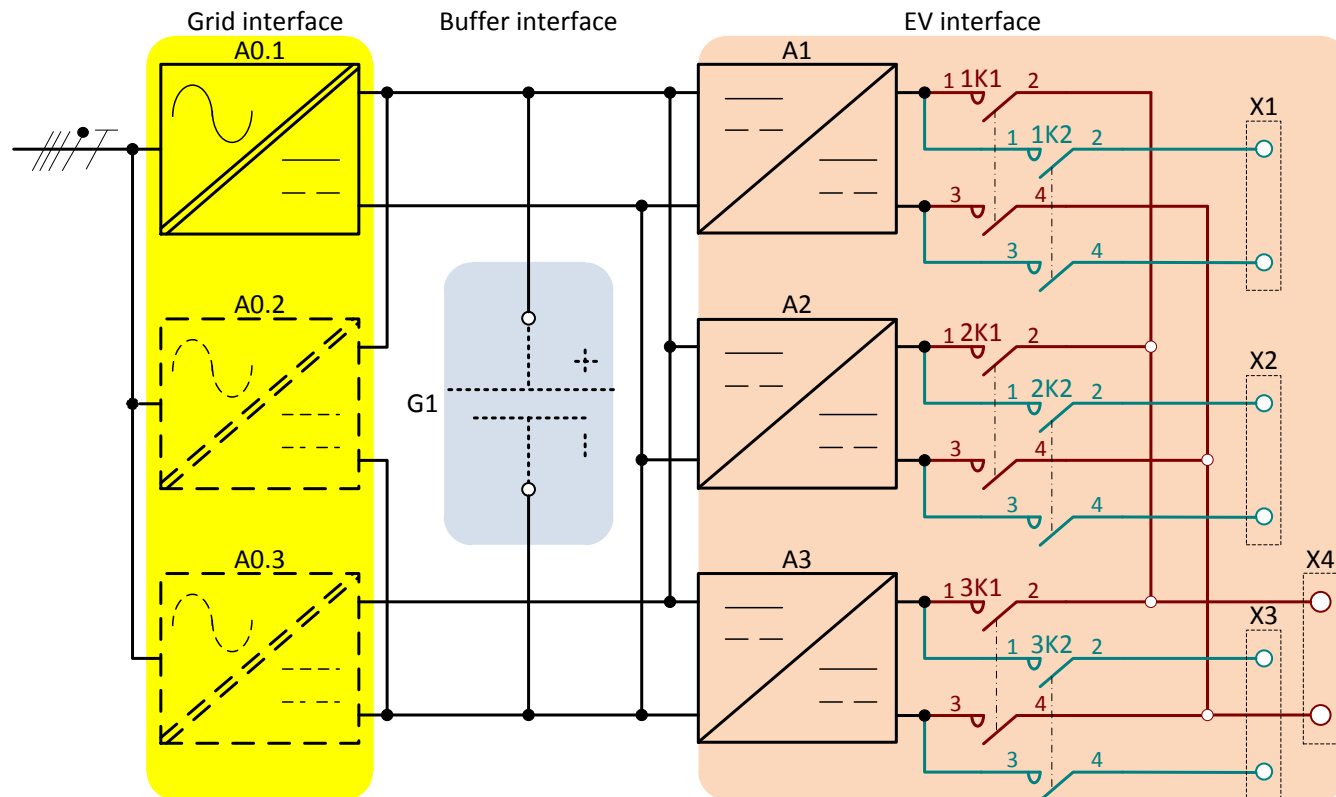 Grid interface
Buffer interface
EV interface
A0.1
A1
1 1K1 2
X1
1 1K2 2
3 4
3 4
A0.2
A2
1 2K1 2
X2
1 2K2 2
G1
3 4
3 4
A0.3
A3
1 3K1 2
X4
X3
1 3K2 2
3 4
3 4